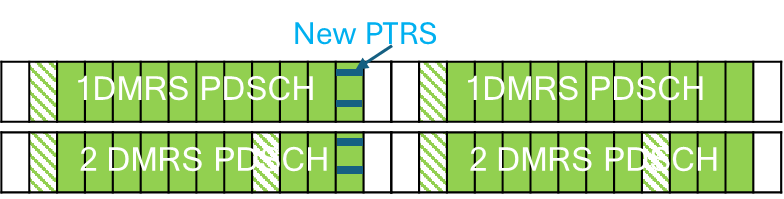 New PTRS
1DMRS PDSCH 1DMRS PDSCH
2 DMRS PDSCH 2 DMRS PDSCH